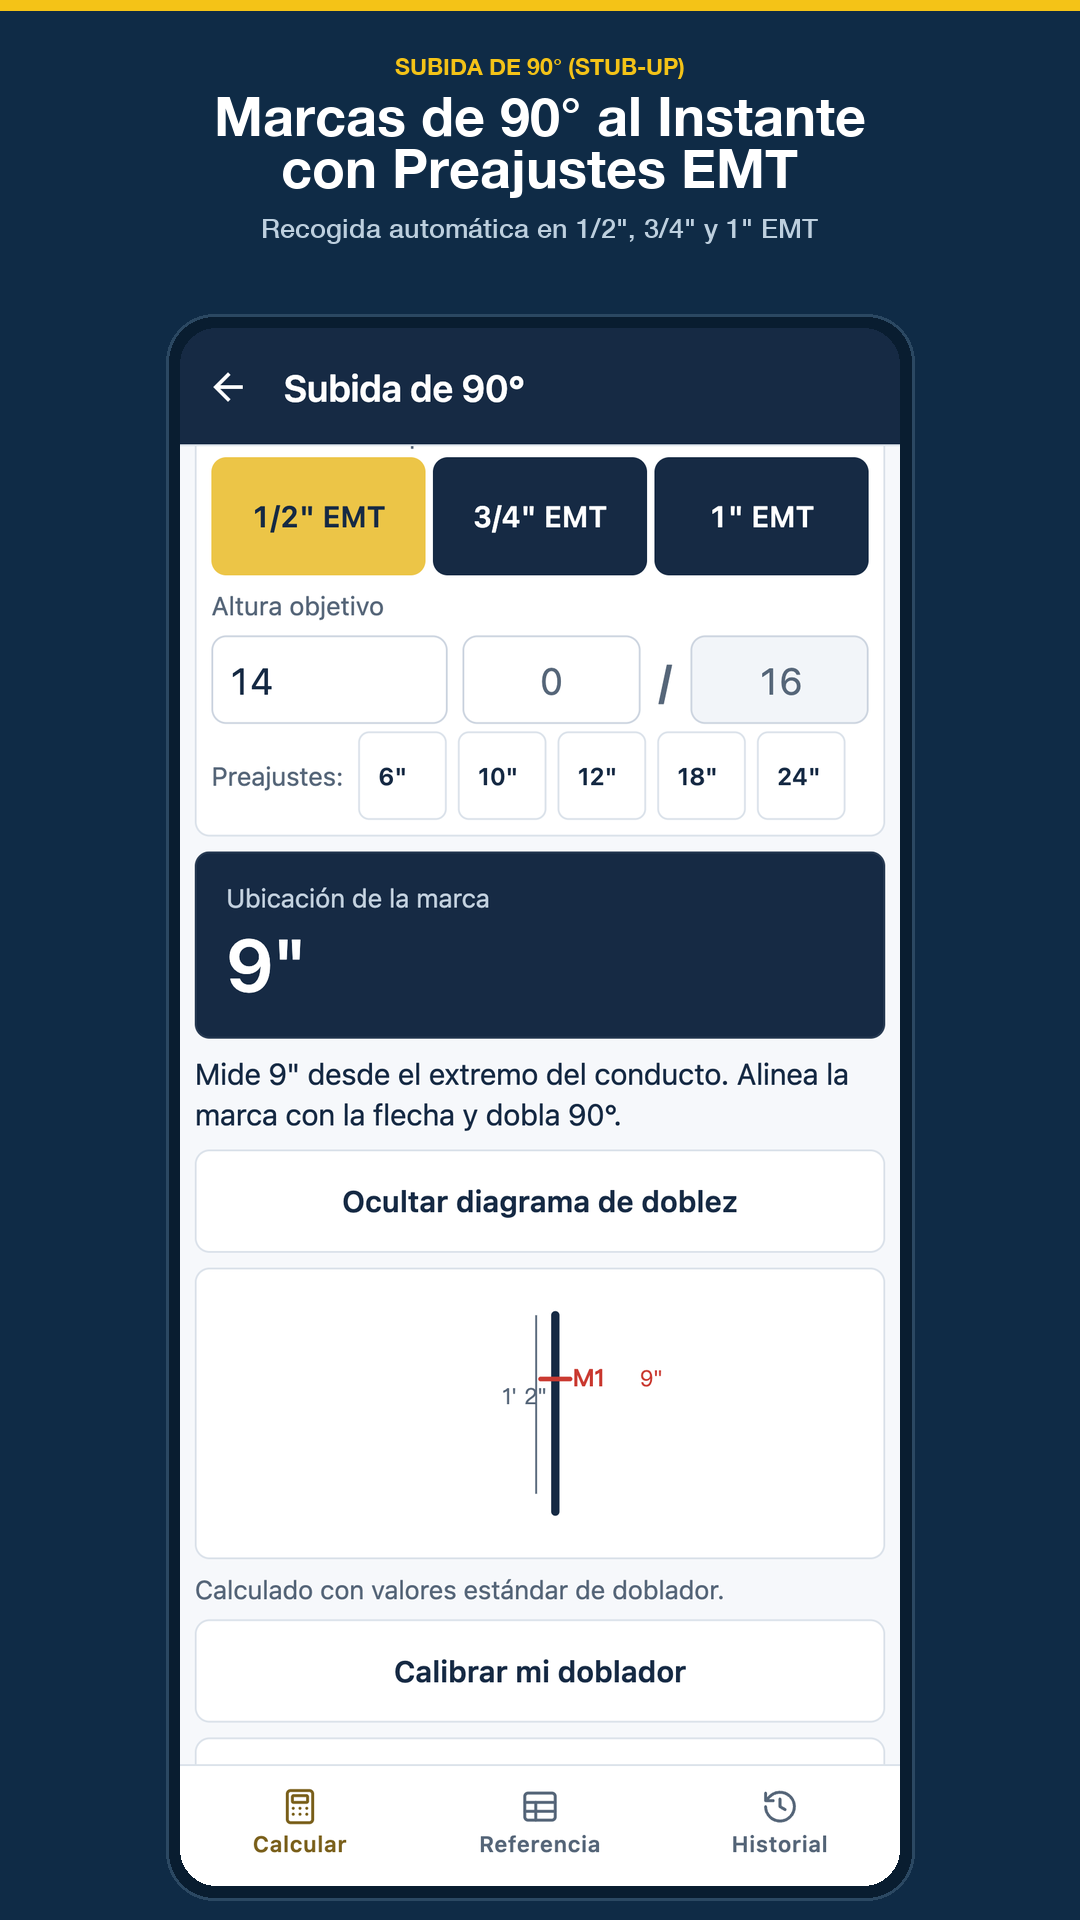 SUBIDA DE 90° (STUB-UP)
Marcas de 90° al Instante
con Preajustes EMT
Recogida automática en 1/2", 3/4" y 1" EMT
Subida de 90°
1/2" EMT
3/4" EMT
1" EMT
Altura objetivo
14
0
/
16
Preajustes:
6"
10"
12"
18"
24"
Ubicación de la marca
9"
Mide 9" desde el extremo del conducto. Alinea la
marca con la flecha y dobla 90°.
Ocultar diagrama de doblez
M1
9"
1' 2"
Calculado con valores estándar de doblador.
Calibrar mi doblador
Calcular
Referencia
Historial